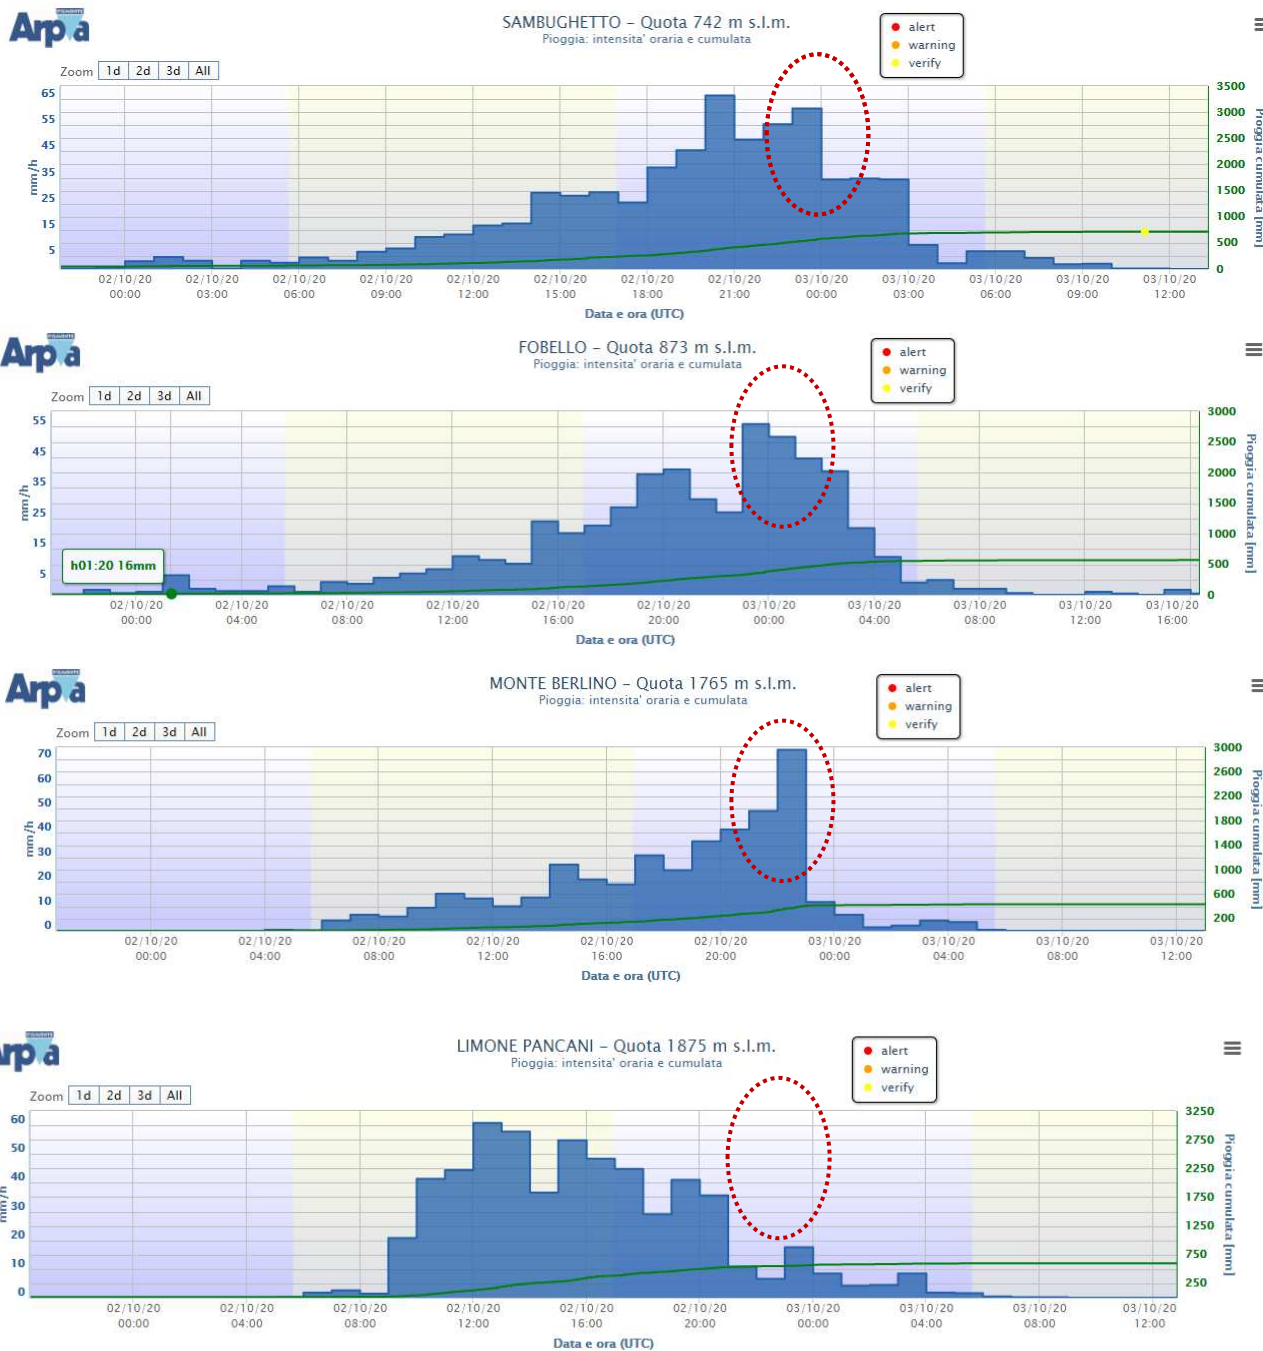 Arpa
SAMBUGHETTO – Quota 742 m s.l.m.
Pioggia: intensita' oraria e cumulata
alert
warning
verify
Zoom 1d 2d 3d All
65
55
45
35
25
15
5
mm/h
3500
3000
2500
2000
1500
1000
500
0
Pioggia cumulata [mm]
02/10/20 02/10/20 02/10/20 02/10/20 02/10/20 02/10/20 02/10/20 02/10/20 03/10/20 03/10/20 03/10/20 03/10/20 03/10/20
00:00 03:00 06:00 09:00 12:00 15:00 18:00 21:00 00:00 03:00 06:00 09:00 12:00
Data e ora (UTC)
Arpa
FOBELLO – Quota 873 m s.l.m.
Pioggia: intensita' oraria e cumulata
alert
warning
verify
Zoom 1d 2d 3d All
55
45
35
25
15
5
mm/h
h01:20 16mm
3000
2500
2000
1500
1000
500
0
Pioggia cumulata [mm]
02/10/20 02/10/20 02/10/20 02/10/20 02/10/20 2/10/20 03/10/20 03/10/20 03/10/20 03/10/20 03/10/20
00:00 04:00 08:00 12:00 16:00 20:00 00:00 04:00 08:00 12:00 16:00
Data e ora (UTC)
Arpa
MONTE BERLINO – Quota 1765 m s.l.m.
Pioggia: intensita' oraria e cumulata
alert
warning
verify
Zoom 1d 2d 3d All
70
60
50
40
30
20
10
0
mm/h
3000
2600
2200
1800
1400
1000
600
200
Pioggia cumulata [mm]
02/10/20 02/10/20 02/10/20 02/10/20 02/10/20 02/10/20 03/10/20 03/10/20 03/10/20 03/10/20
00:00 04:00 08:00 12:00 16:00 20:00 00:00 04:00 08:00 12:00
Data e ora (UTC)
rpa
LIMONE PANCANI – Quota 1875 m s.l.m.
Pioggia: intensita' oraria e cumulata
alert
warning
verify
Zoom 1d 2d 3d All
60
50
40
30
20
10
0
mm/h
3250
2750
2250
1750
1250
750
250
Pioggia cumulata [mm]
02/10/20 02/10/20 02/10/20 02/10/20 02/10/20 02/10/20 03/10/20 03/10/20 03/10/20 03/10/20
00:00 04:00 08:00 12:00 16:00 20:00 00:00 04:00 08:00 12:00
Data e ora (UTC)